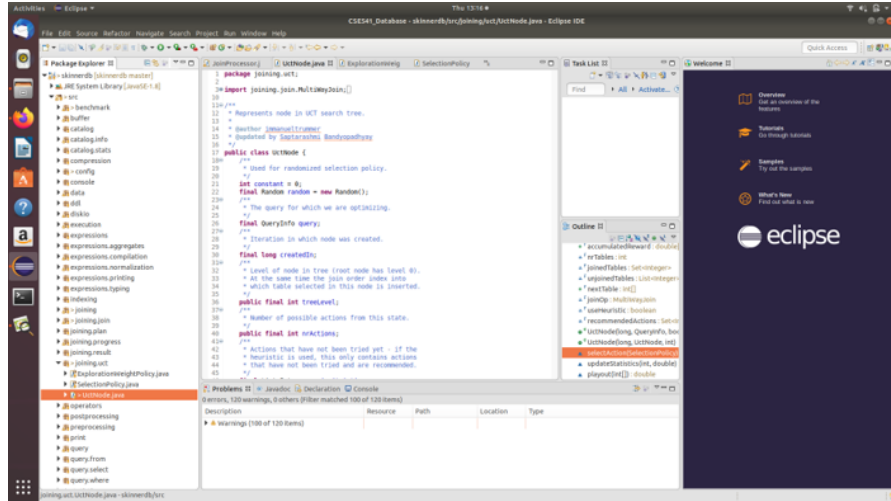 Activities
Eclipse
Thu 13:16
CSE541_Database - skinnerdb/src/joining/uct/UctNode.java - Eclipse IDE
File Edit Source Refactor Navigate Search Project Run Window Help
Quick Access
Package Explorer
> skinnerdb [skinnerdb master]
JRE System Library [JavaSE-1.8]
> src
> benchmark
buffer
catalog
catalog.info
catalog.stats
compression
> config
console
data
ddl
diskio
execution
expressions
expressions.aggregates
expressions.compilation
expressions.normalization
expressions.printing
expressions.typing
indexing
> joining
> joining.join
joining.plan
joining.progress
joining.result
> joining.uct
ExplorationWeightPolicy.java
SelectionPolicy.java
> UctNode.java
operators
postprocessing
preprocessing
print
query
query.from
query.select
query.where
JoinProcessor.j
UctNode.java
ExplorationWeig
SelectionPolicy
1 package joining.uct;
2
3 import joining.join.MultiWayJoin;
10
11 /**
12 * Represents node in UCT search tree.
13 *
14 * @author immanueltrummer
15 * @updated by Saptarashmi Bandyopadhyay
16 */
17 public class UctNode {
18 /**
19 * Used for randomized selection policy.
20 */
21 int constant = 0;
22 final Random random = new Random();
23 /**
24 * The query for which we are optimizing.
25 */
26 final QueryInfo query;
27 /**
28 * Iteration in which node was created.
29 */
30 final long createdIn;
31 /**
32 * Level of node in tree (root node has level 0).
33 * At the same time the join order index into
34 * which table selected in this node is inserted.
35 */
36 public final int treeLevel;
37 /**
38 * Number of possible actions from this state.
39 */
40 public final int nrActions;
41 /**
42 * Actions that have not been tried yet - if the
43 * heuristic is used, this only contains actions
44 * that have not been tried and are recommended.
45 */
Problems
Javadoc
Declaration
Console
0 errors, 120 warnings, 0 others (Filter matched 100 of 120 items)
Description Resource Path Location Type
Warnings (100 of 120 items)
Task List
Find
All
Activate...
Outline
accumulatedReward : double[
nrTables : int
joinedTables : Set<Integer>
unjoinedTables : List<Integer>
nextTable : int[]
joinOp : MultiWayJoin
useHeuristic : boolean
recommendedActions : Set<In
UctNode(long, QueryInfo, boo
UctNode(long, UctNode, int)
selectAction(SelectionPolicy)
updateStatistics(int, double)
playout(int[]) : double
Welcome
Overview
Get an overview of the
features
Tutorials
Go through tutorials
Samples
Try out the samples
What's New
Find out what is new
eclipse
joining.uct.UctNode.java - skinnerdb/src